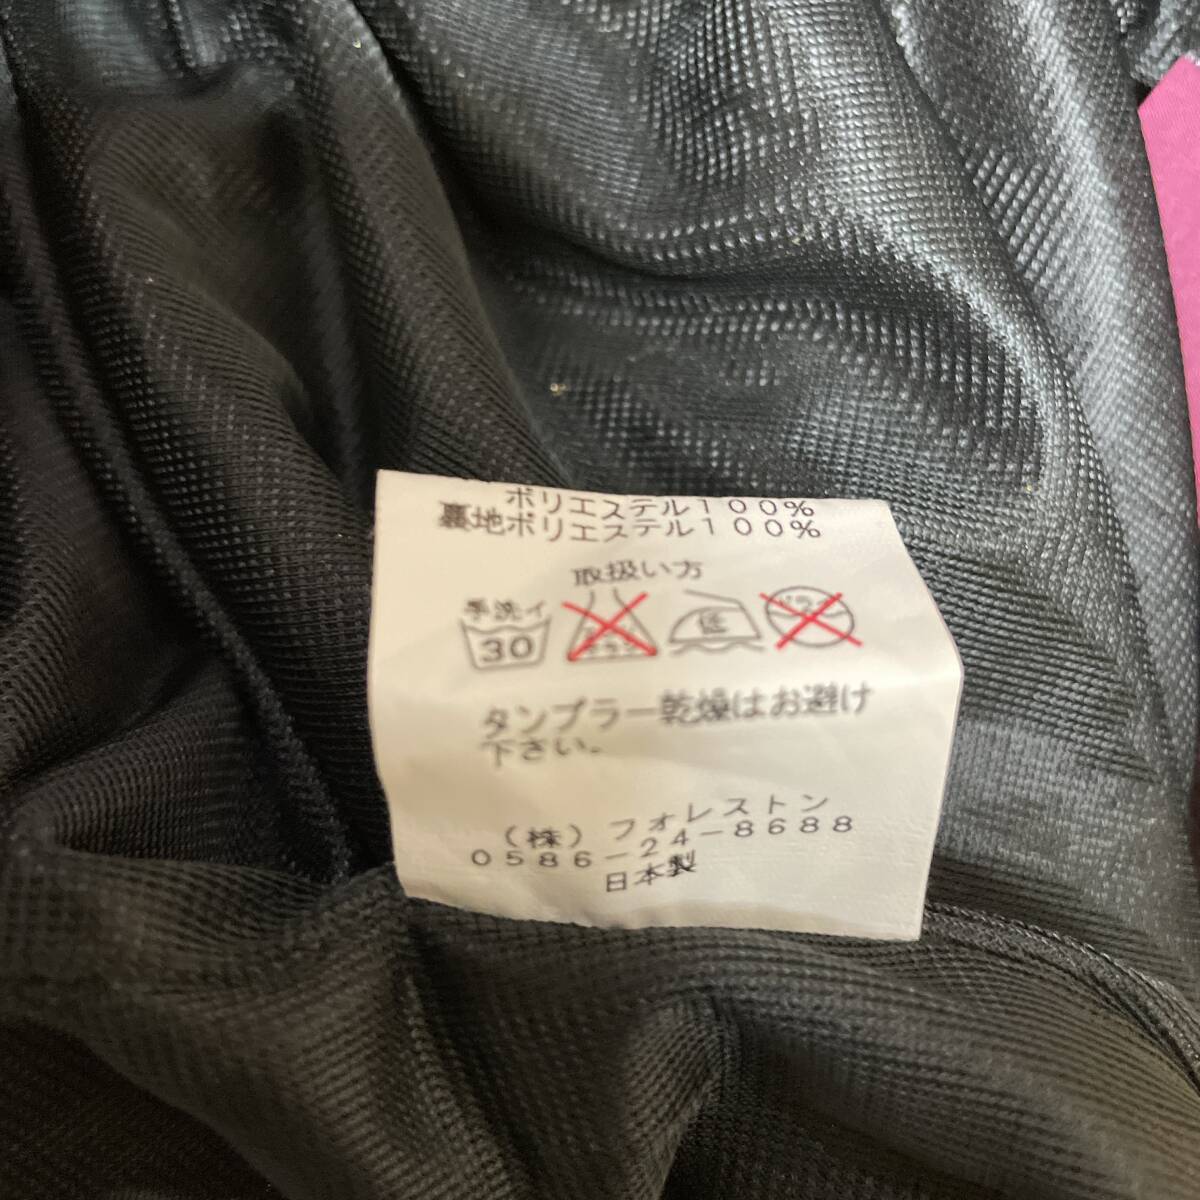 ポリエステル100%
裏地ポリエステル100%
取扱い方
手洗イ
30
低
タンブラー乾燥はお避け
下さい。
(株)フォレストン
0586-24-8688
日本製